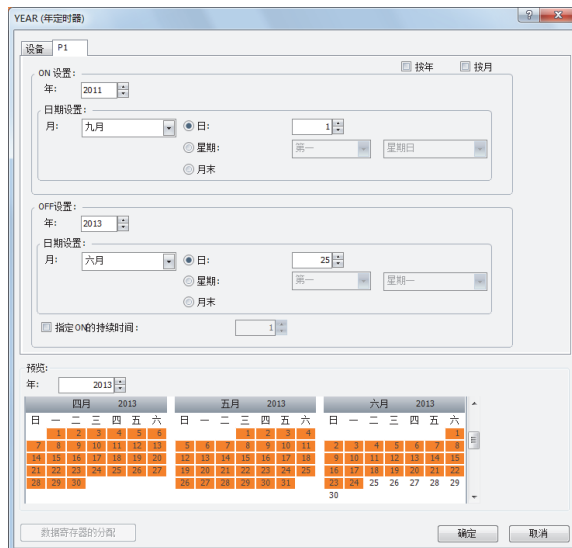 YEAR (年定时器)
设备 P1
按年 按月
ON 设置:
年: 2011
日期设置:
月: 九月 日: 1
星期: 第一 星期日
月末
OFF设置:
年: 2013
日期设置:
月: 六月 日: 25
星期: 第一 星期一
月末
指定ON的持续时间: 1
预览:
年: 2013
四月 2013 五月 2013 六月 2013
日 一 二 三 四 五 六 日 一 二 三 四 五 六 日 一 二 三 四 五 六
1 2 3 4 5 6 1 2 3 4 1
7 8 9 10 11 12 13 5 6 7 8 9 10 11 2 3 4 5 6 7 8
14 15 16 17 18 19 20 12 13 14 15 16 17 18 9 10 11 12 13 14 15
21 22 23 24 25 26 27 19 20 21 22 23 24 25 16 17 18 19 20 21 22
28 29 30 26 27 28 29 30 31 23 24 25 26 27 28 29
30
数据寄存器的分配 确定 取消